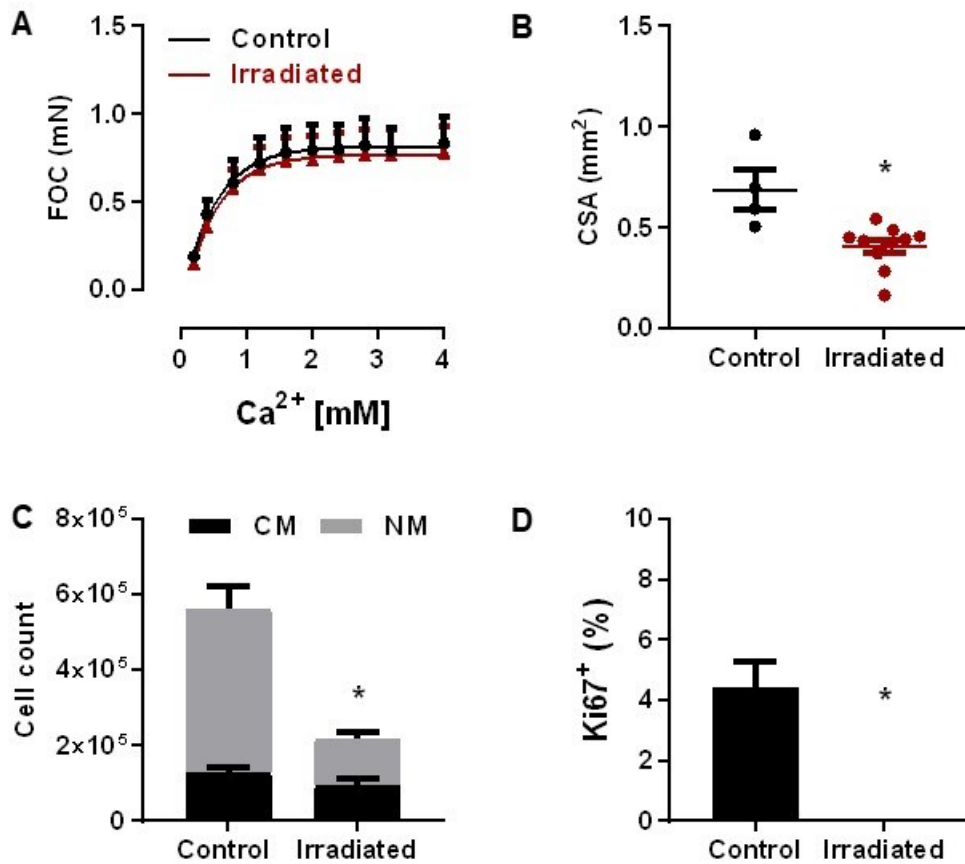 A
FOC (mN)
1.5
1.0
0.5
0.0
Control
Irradiated
0 1 2 3 4
Ca²⁺ [mM]
B
CSA (mm²)
1.5
1.0
0.5
0.0
*
Control Irradiated
C
Cell count
8x10⁵
6x10⁵
4x10⁵
2x10⁵
0
CM NM
*
Control Irradiated
D
Ki67⁺ (%)
10
8
6
4
2
0
*
Control Irradiated